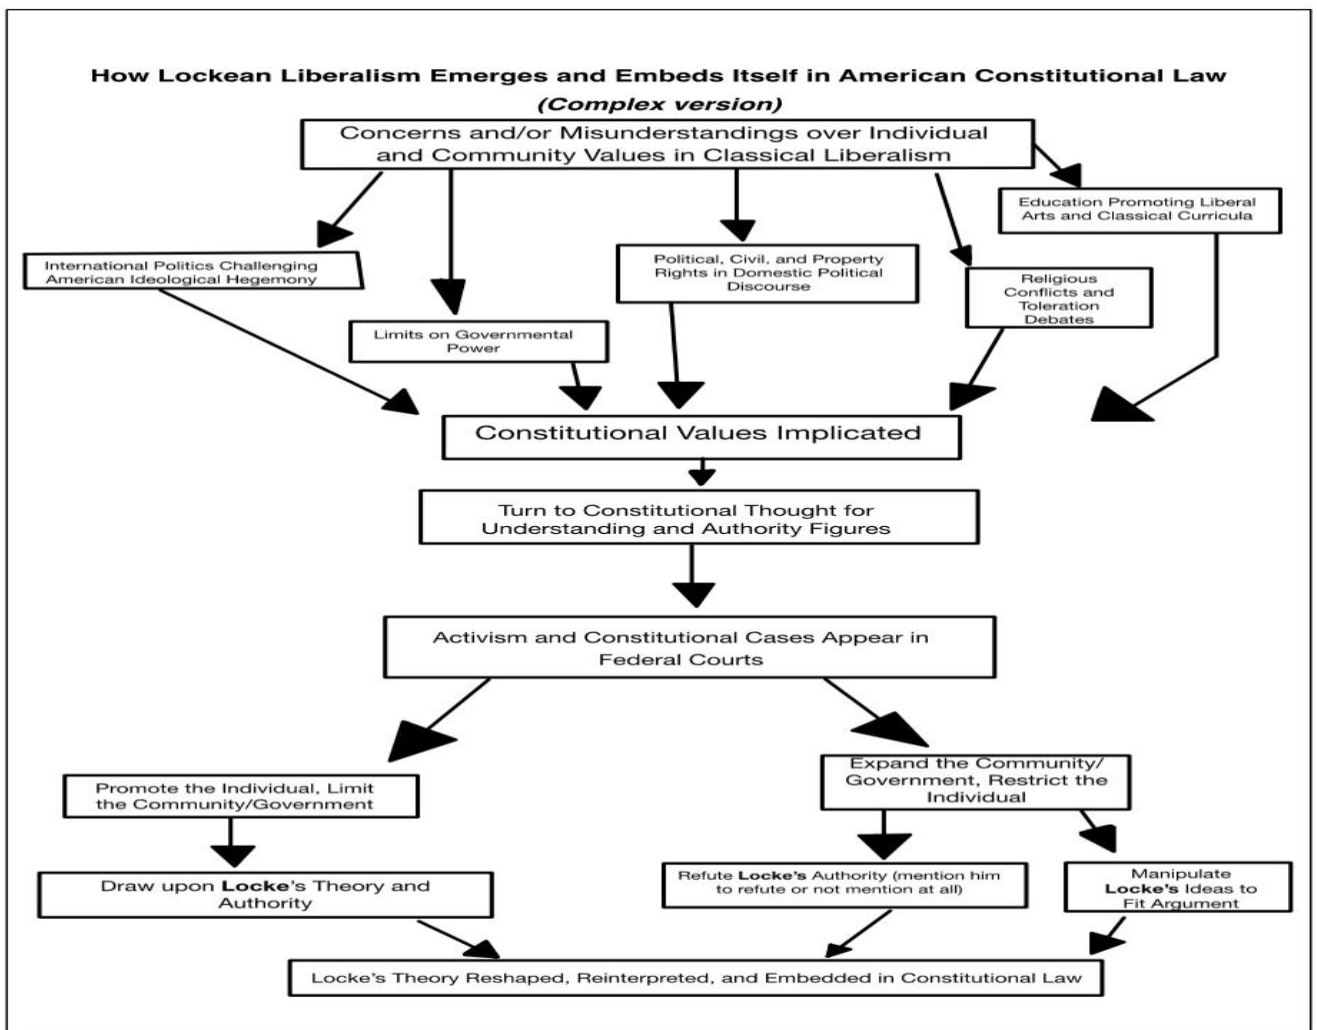 How Lockean Liberalism Emerges and Embeds Itself in American Constitutional Law
(Complex version)
Concerns and/or Misunderstandings over Individual
and Community Values in Classical Liberalism
Education Promoting Liberal
Arts and Classical Curricula
International Politics Challenging
American Ideological Hegemony
Political, Civil, and Property
Rights in Domestic Political
Discourse
Religious
Conflicts and
Toleration
Debates
Limits on Governmental
Power
Constitutional Values Implicated
Turn to Constitutional Thought for
Understanding and Authority Figures
Activism and Constitutional Cases Appear in
Federal Courts
Promote the Individual, Limit
the Community/Government
Expand the Community/
Government, Restrict the
Individual
Draw upon Locke's Theory and
Authority
Refute Locke's Authority (mention him
to refute or not mention at all)
Manipulate
Locke's Ideas to
Fit Argument
Locke's Theory Reshaped, Reinterpreted, and Embedded in Constitutional Law